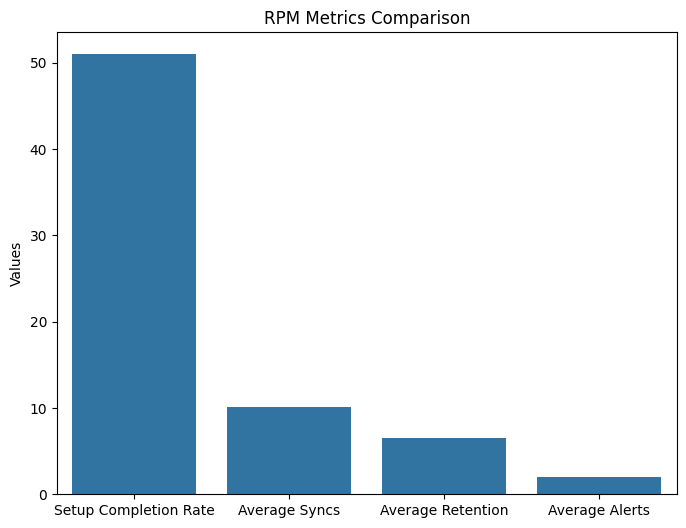 RPM Metrics Comparison
Values
50
40
30
20
10
0
Setup Completion Rate Average Syncs Average Retention Average Alerts